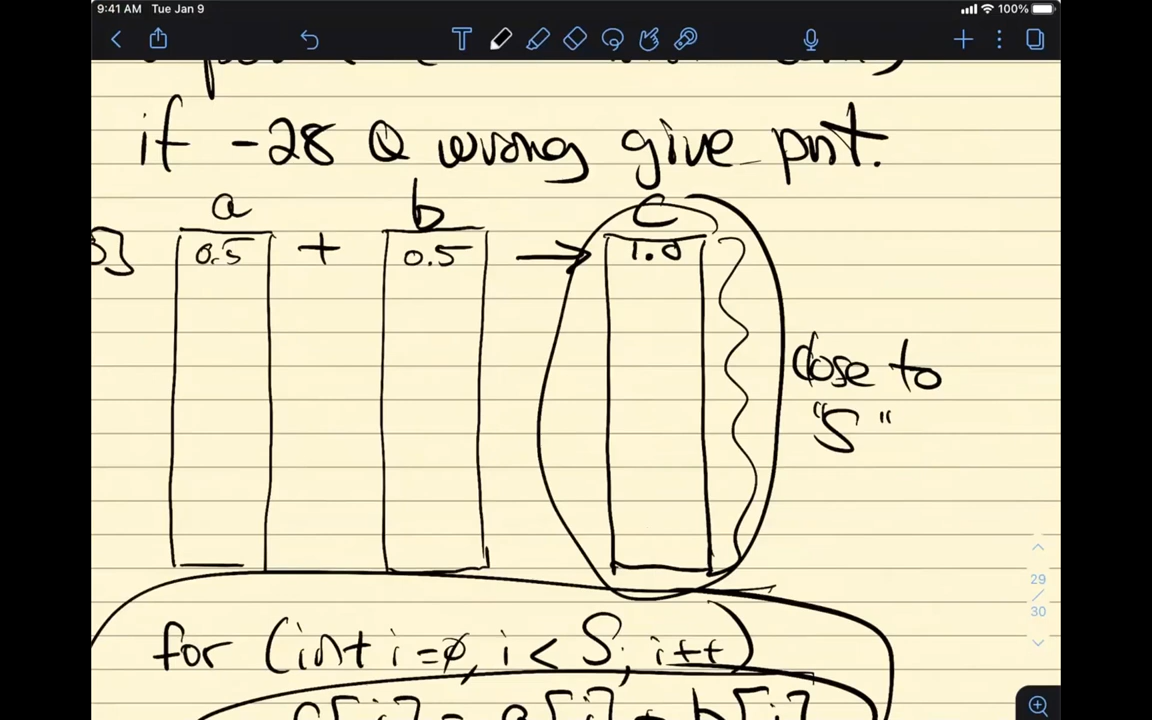 9:41 AM Tue Jan 9
100%
if -28 Q wrong give pnt.
a b c
0.5 + 0.5 → 1.0
close to
"S"
for (int i=0, i < S; i++)
c[i] = a[i] + b[i]
29
/
30